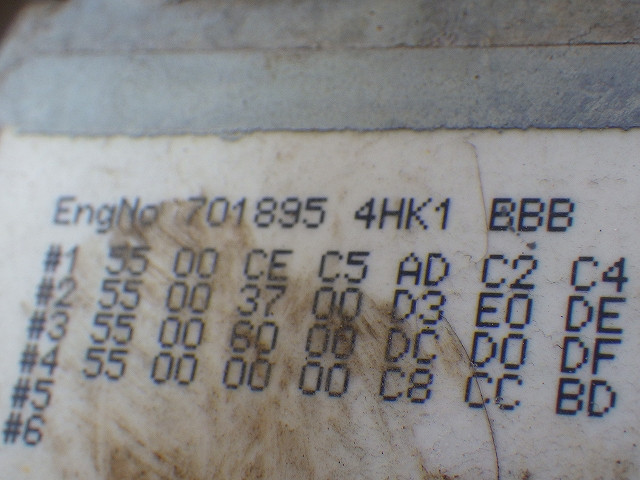 EngNo 701895 4HK1 BBB
#1 55 00 CE C5 AD C2 C4
#2 55 00 37 00 D3 E0 DE
#3 55 00 60 00 DC D0 DF
#4 55 00 00 00 C8 CC BD
#5
#6